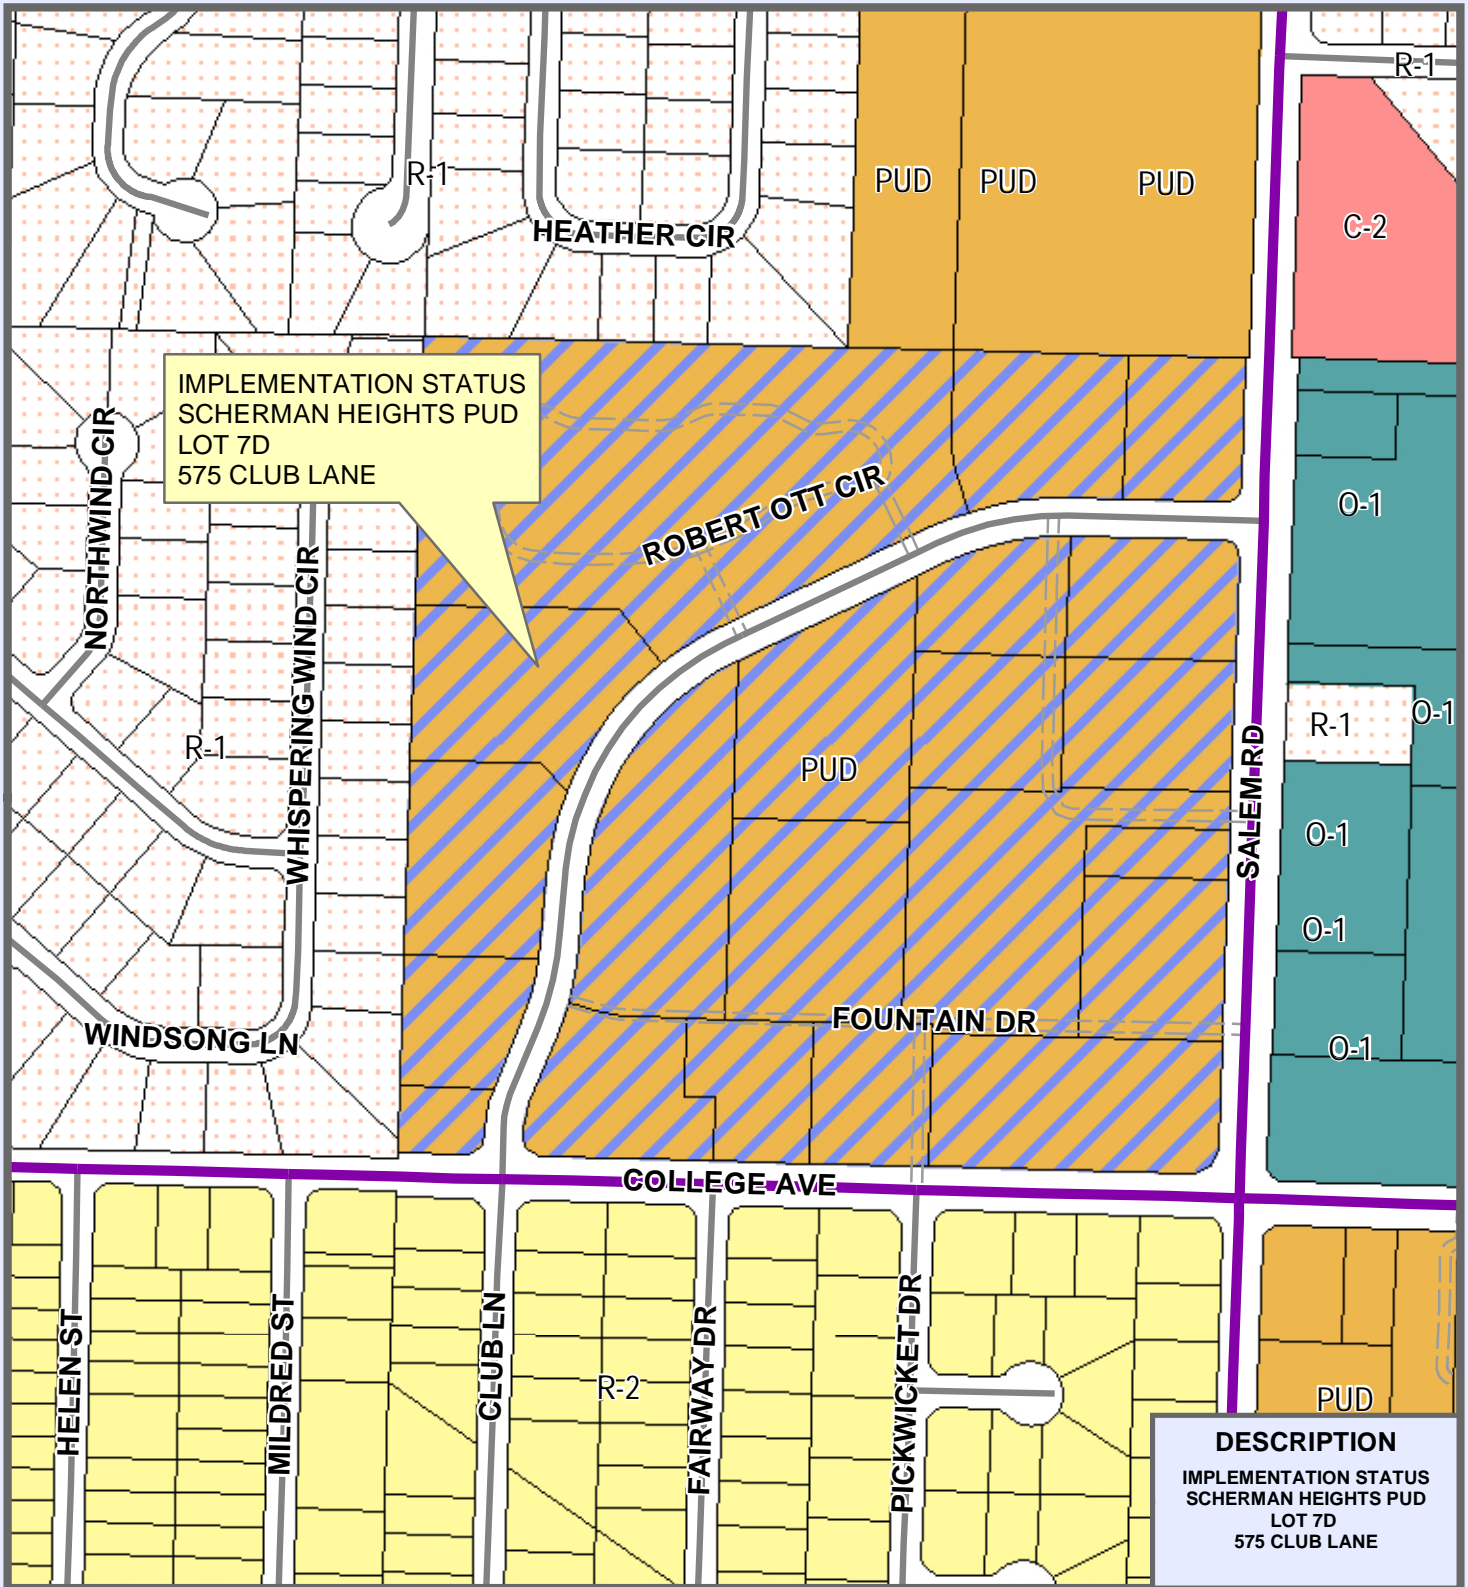 R-1
R-1
PUD
PUD
PUD
C-2
HEATHER CIR
IMPLEMENTATION STATUS
SCHERMAN HEIGHTS PUD
LOT 7D
575 CLUB LANE
NORTHWIND CIR
ROBERT OTT CIR
O-1
WHISPERING WIND CIR
R-1
O-1
R-1
PUD
SALEM RD
O-1
O-1
FOUNTAIN DR
WINDSONG LN
O-1
COLLEGE AVE
HELEN ST
MILDRED ST
CLUB LN
R-2
FAIRWAY DR
PICKWICKET DR
PUD
DESCRIPTION
IMPLEMENTATION STATUS
SCHERMAN HEIGHTS PUD
LOT 7D
575 CLUB LANE